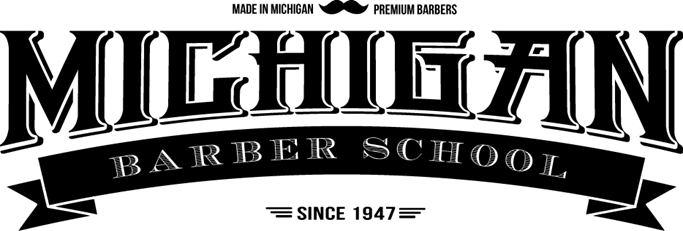 MADE IN MICHIGAN PREMIUM BARBERS
MICHIGAN
BARBER SCHOOL
SINCE 1947